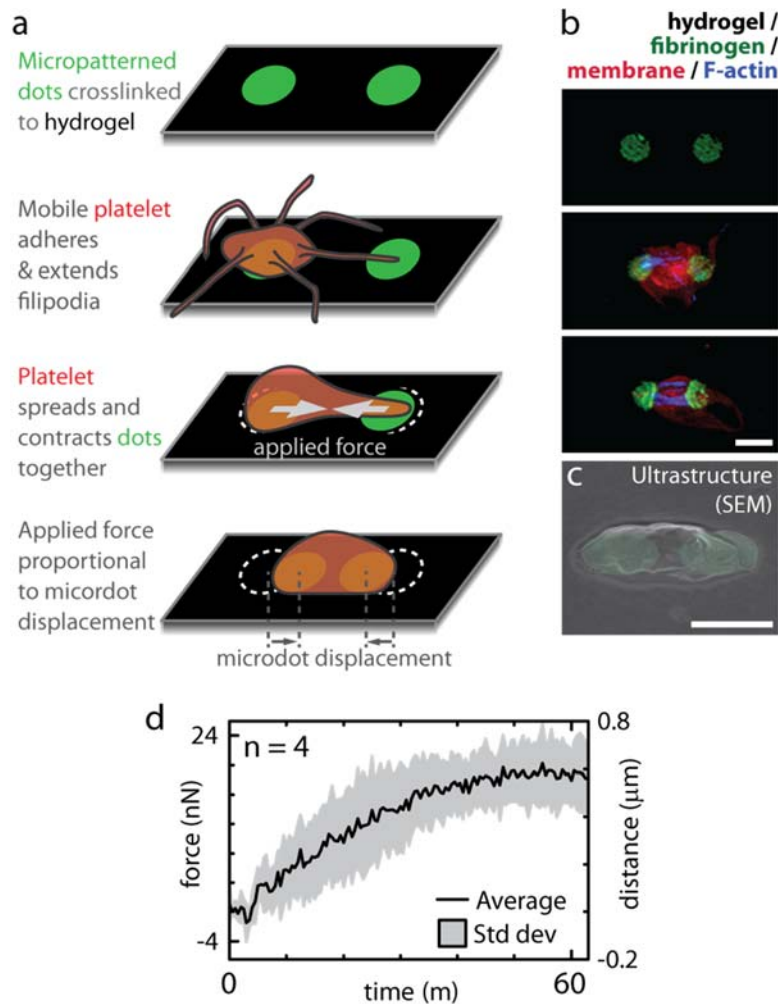 a
Micropatterned
dots crosslinked
to hydrogel
Mobile platelet
adheres
& extends
filipodia
Platelet
spreads and
contracts dots
together
applied force
Applied force
proportional
to micordot
displacement
microdot displacement
b
hydrogel /
fibrinogen /
membrane / F-actin
c
Ultrastructure
(SEM)
d
24
n = 4
0.8
force (nN)
distance (μm)
Average
Std dev
-4
-0.2
0
60
time (m)